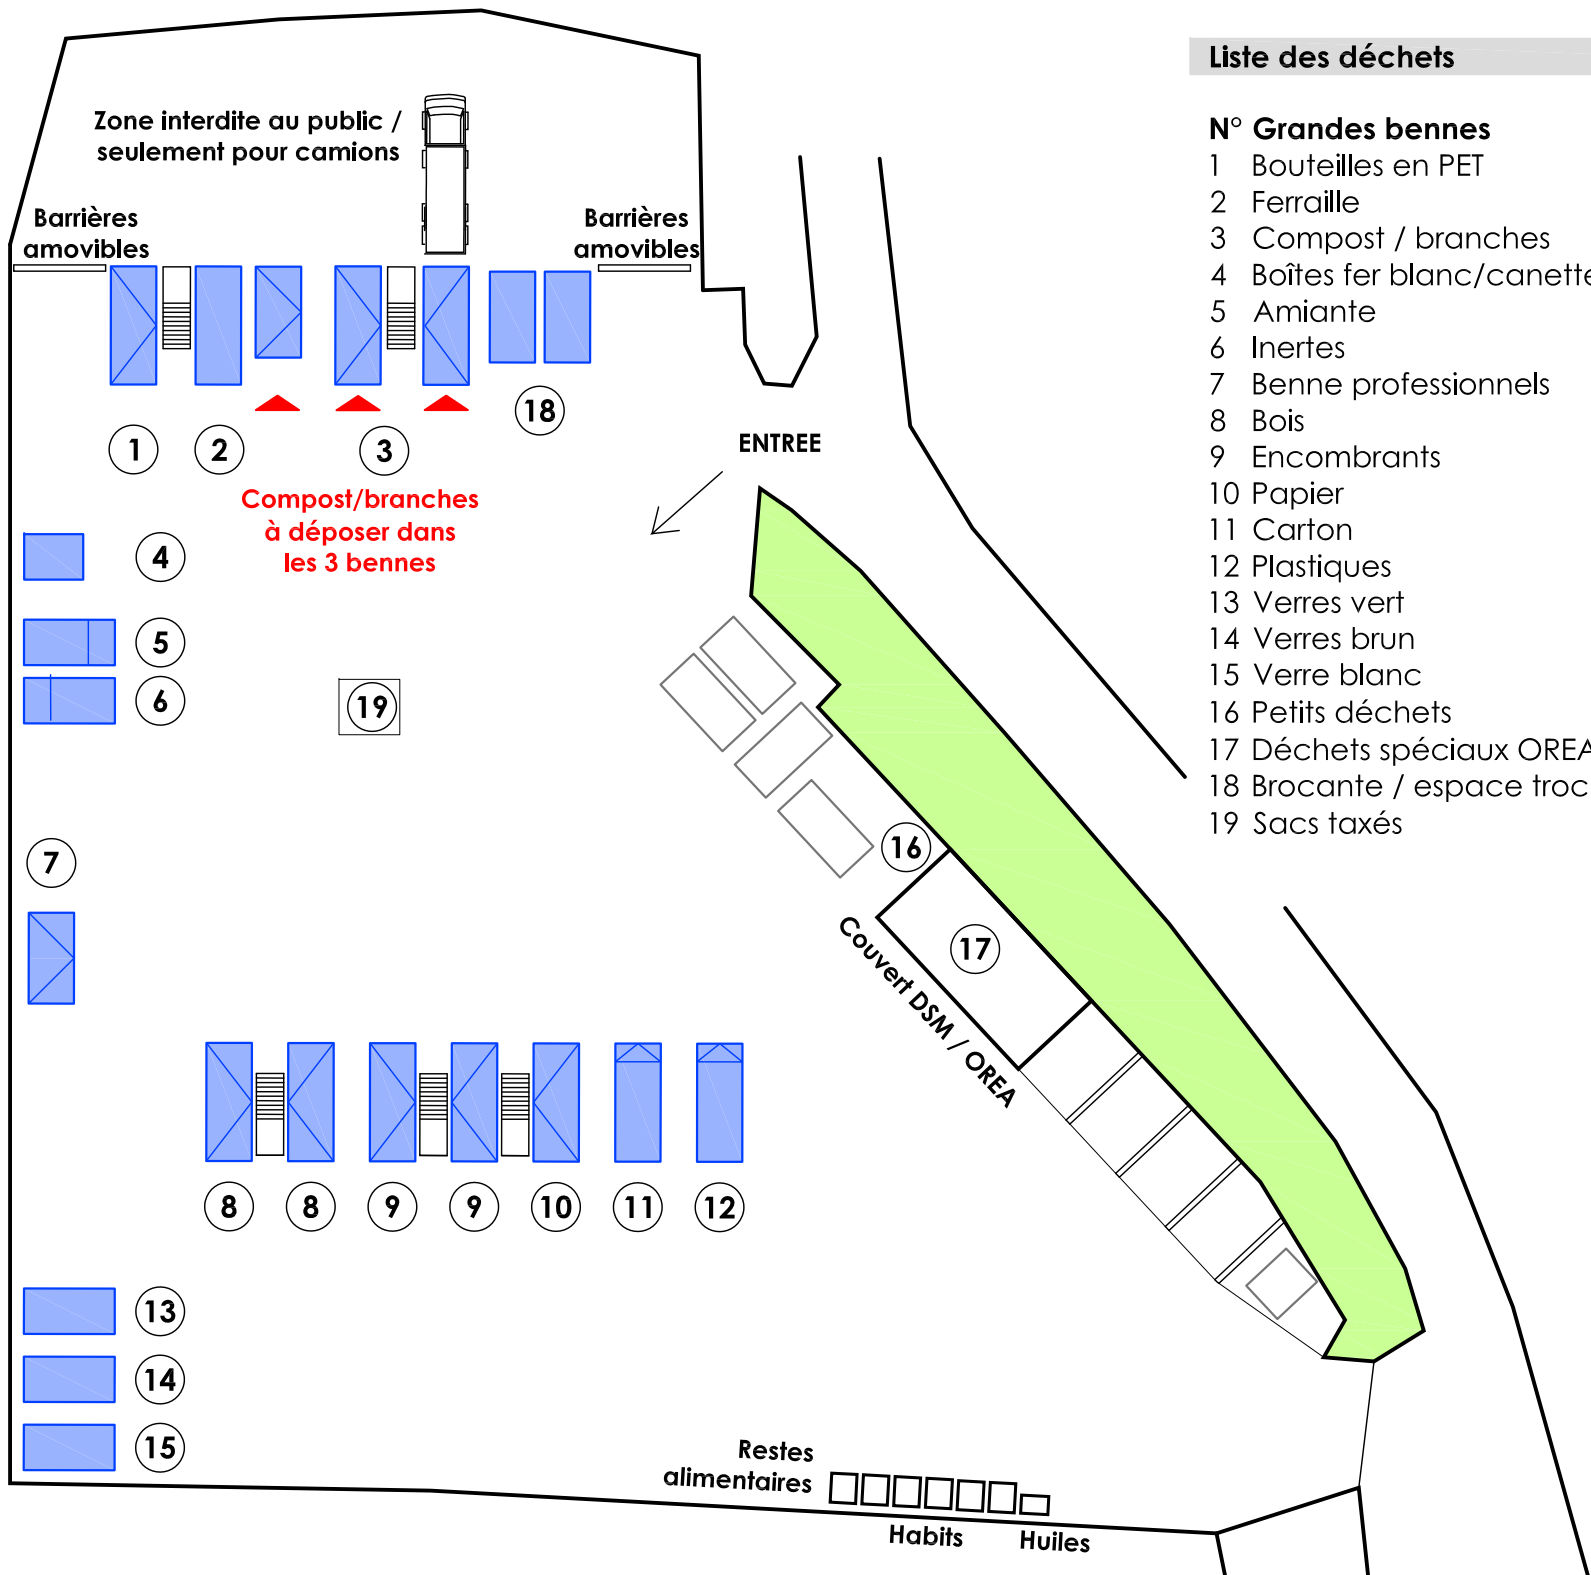 Liste des déchets
N° Grandes bennes
1 Bouteilles en PET
2 Ferraille
3 Compost / branches
4 Boîtes fer blanc/canette
5 Amiante
6 Inertes
7 Benne professionnels
8 Bois
9 Encombrants
10 Papier
11 Carton
12 Plastiques
13 Verres vert
14 Verres brun
15 Verre blanc
16 Petits déchets
17 Déchets spéciaux OREA
18 Brocante / espace troc
19 Sacs taxés
Zone interdite au public /
seulement pour camions
Barrières
amovibles
Barrières
amovibles
1
2
3
18
ENTREE
Compost/branches
à déposer dans
les 3 bennes
4
5
6
19
7
16
17
Couvert DSM / OREA
8
8
9
9
10
11
12
13
14
15
Restes
alimentaires
Habits
Huiles